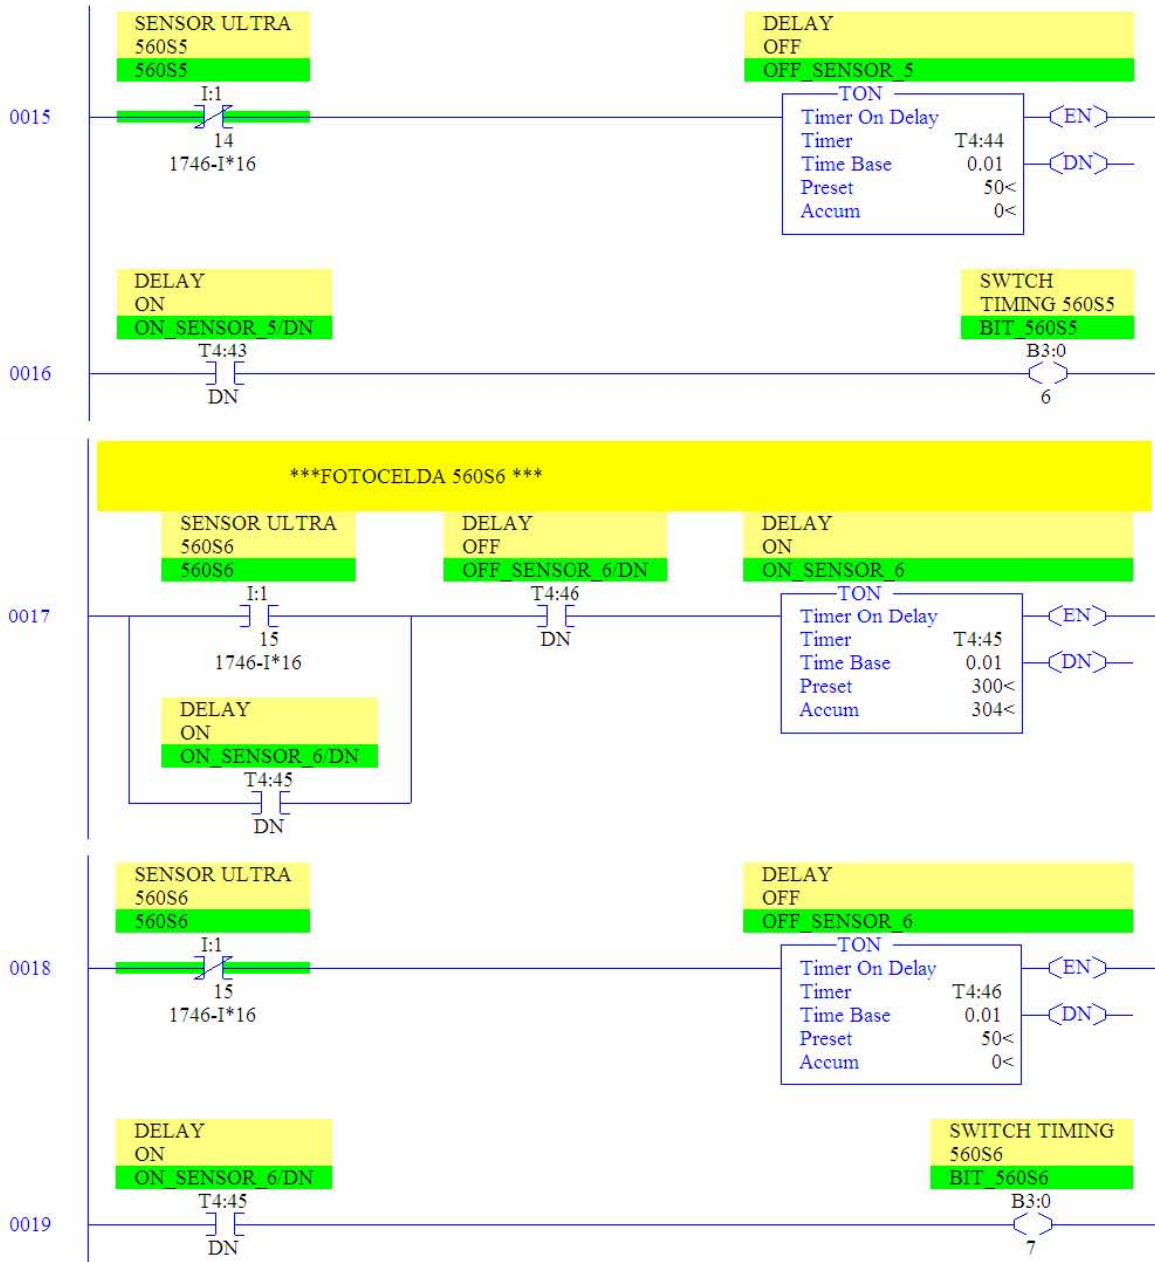 SENSOR ULTRA
560S5
560S5
DELAY
OFF
OFF_SENSOR_5
0015
I:1
14
1746-I*16
TON
Timer On Delay
Timer T4:44
Time Base 0.01
Preset 50<
Accum 0<
EN
DN
DELAY
ON
ON_SENSOR_5/DN
SWTCH
TIMING 560S5
BIT_560S5
0016
T4:43
DN
B3:0
6
***FOTOCELDA 560S6 ***
SENSOR ULTRA
560S6
560S6
DELAY
OFF
OFF_SENSOR_6/DN
DELAY
ON
ON_SENSOR_6
0017
I:1
15
1746-I*16
T4:46
DN
TON
Timer On Delay
Timer T4:45
Time Base 0.01
Preset 300<
Accum 304<
EN
DN
DELAY
ON
ON_SENSOR_6/DN
T4:45
DN
SENSOR ULTRA
560S6
560S6
DELAY
OFF
OFF_SENSOR_6
0018
I:1
15
1746-I*16
TON
Timer On Delay
Timer T4:46
Time Base 0.01
Preset 50<
Accum 0<
EN
DN
DELAY
ON
ON_SENSOR_6/DN
SWITCH TIMING
560S6
BIT_560S6
0019
T4:45
DN
B3:0
7